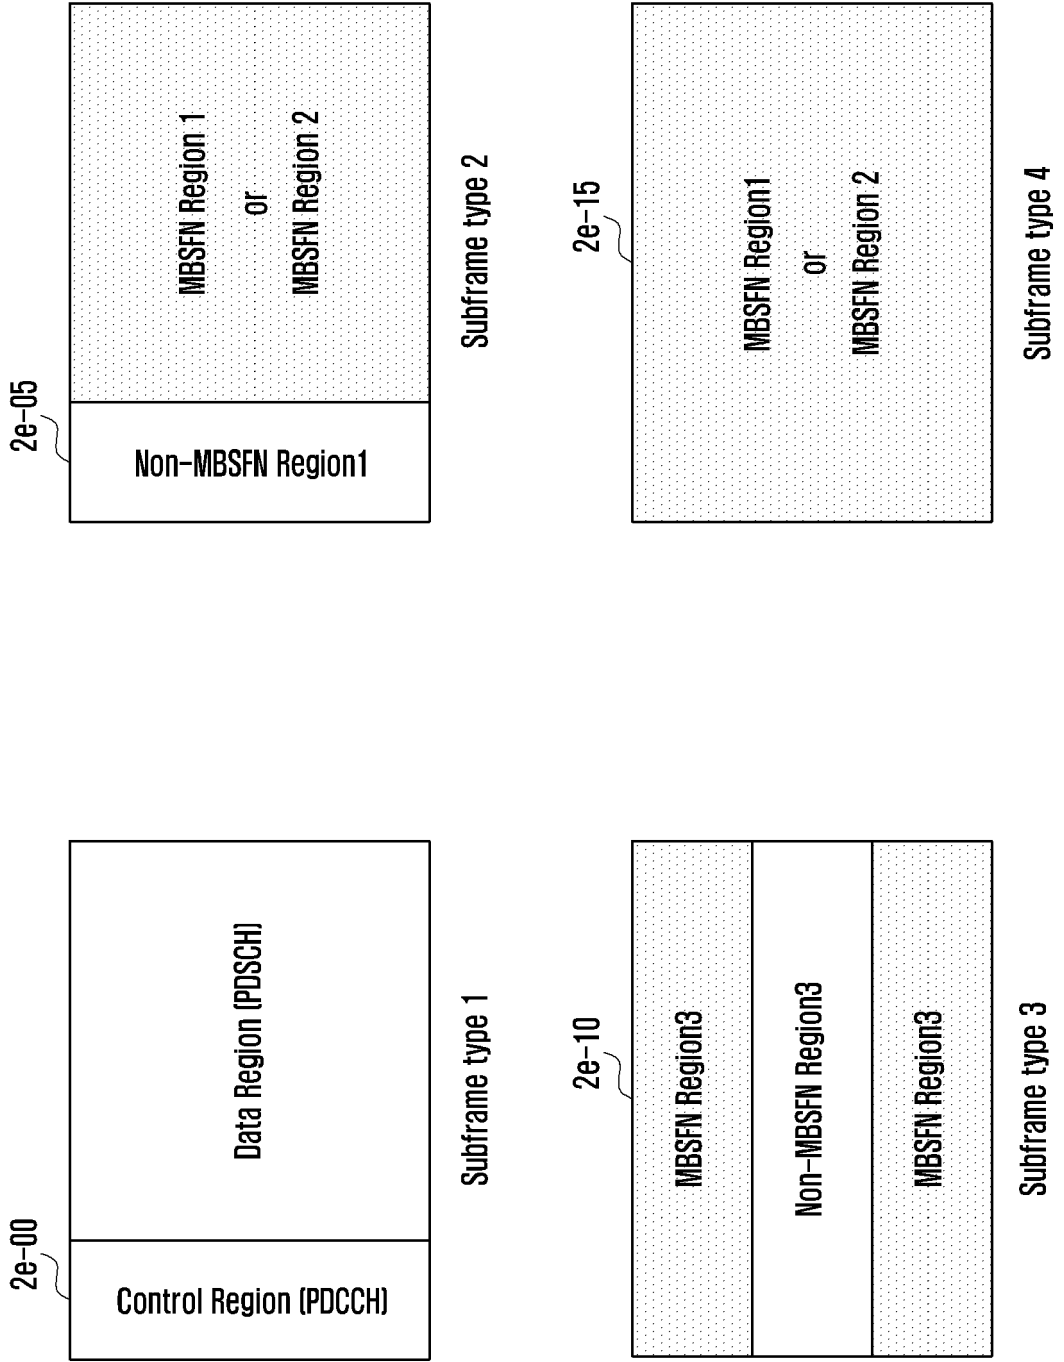 2e-00
Control Region (PDCCH)
Data Region (PDSCH)
Subframe type 1
2e-05
Non-MBSFN Region1
MBSFN Region 1
or
MBSFN Region 2
Subframe type 2
2e-10
MBSFN Region3
Non-MBSFN Region3
MBSFN Region3
Subframe type 3
2e-15
MBSFN Region1
or
MBSFN Region 2
Subframe type 4